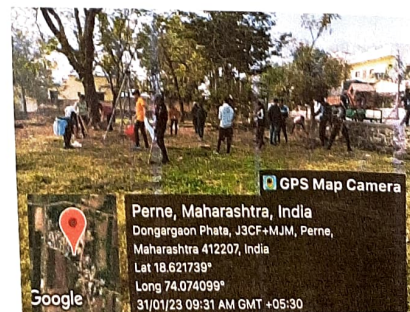 GPS Map Camera
Perne, Maharashtra, India
Dongargaon Phata, J3CF+MJM, Perne,
Maharashtra 412207, India
Lat 18.621739°
Long 74.074099°
31/01/23 09:31 AM GMT +05:30
Google